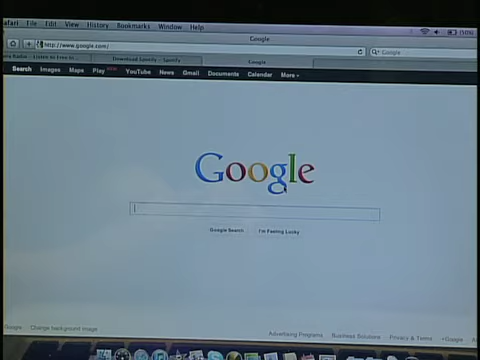 afari File Edit View History Bookmarks Window Help
Google
http://www.google.com/
Google
Download Spotify – Spotify
Google
Search Images Maps Play YouTube News Gmail Documents Calendar More
Google
Google Search I'm Feeling Lucky
Google Change background image Advertising Programs Business Solutions Privacy & Terms +Google A